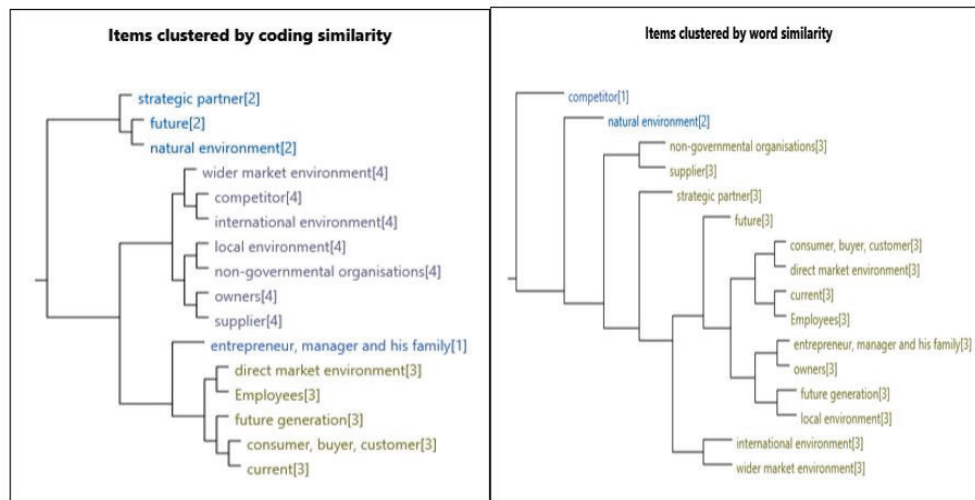 Items clustered by coding similarity
strategic partner[2]
future[2]
natural environment[2]
wider market environment[4]
competitor[4]
international environment[4]
local environment[4]
non-governmental organisations[4]
owners[4]
supplier[4]
entrepreneur, manager and his family[1]
direct market environment[3]
Employees[3]
future generation[3]
consumer, buyer, customer[3]
current[3]
Items clustered by word similarity
competitor[1]
natural environment[2]
non-governmental organisations[3]
supplier[3]
strategic partner[3]
future[3]
consumer, buyer, customer[3]
direct market environment[3]
current[3]
Employees[3]
entrepreneur, manager and his family[3]
owners[3]
future generation[3]
local environment[3]
international environment[3]
wider market environment[3]